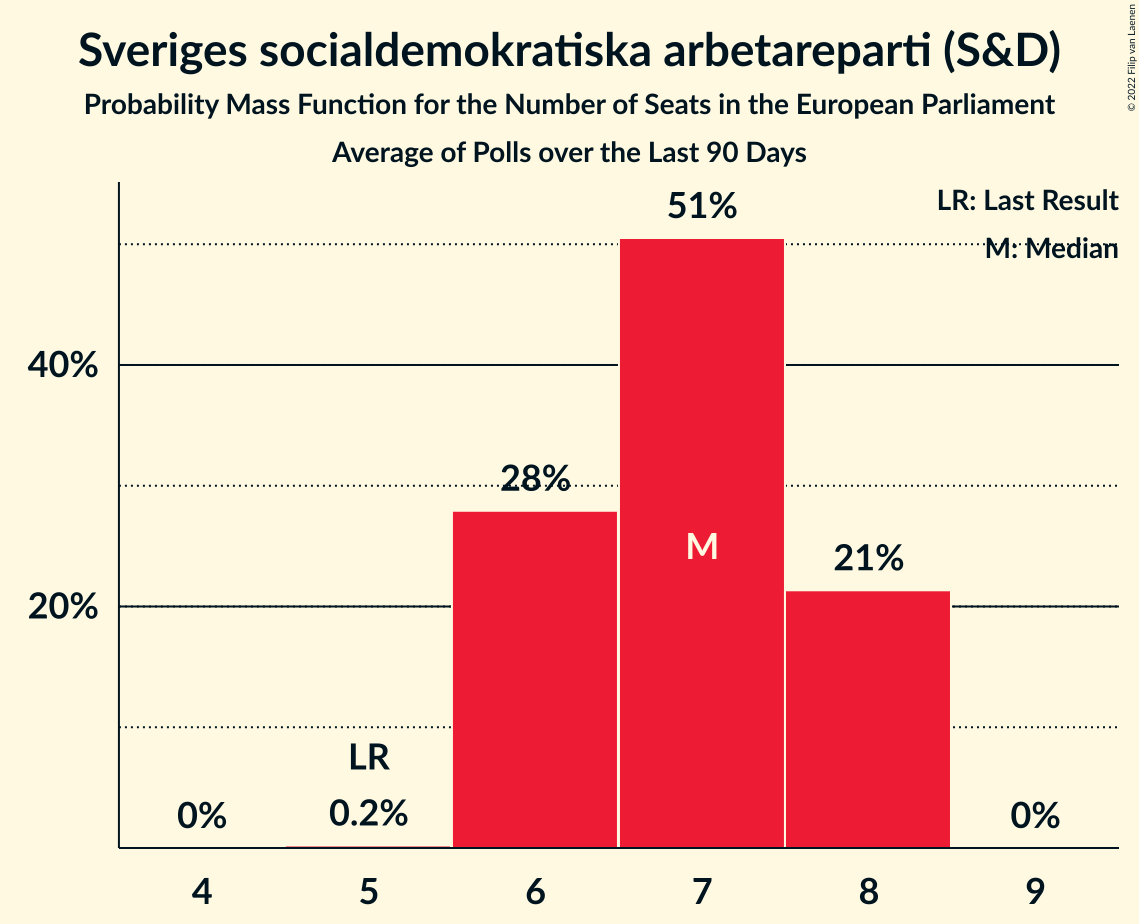 Sveriges socialdemokratiska arbetareparti (S&D)
Probability Mass Function for the Number of Seats in the European Parliament
Average of Polls over the Last 90 Days
© 2022 Filip van Laenen
LR: Last Result
M: Median
51%
40%
28%
M
21%
20%
LR
0% 0.2% 0%
4 5 6 7 8 9